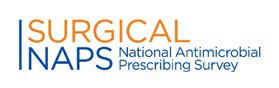 SURGICAL
NAPS National Antimicrobial
Prescribing Survey